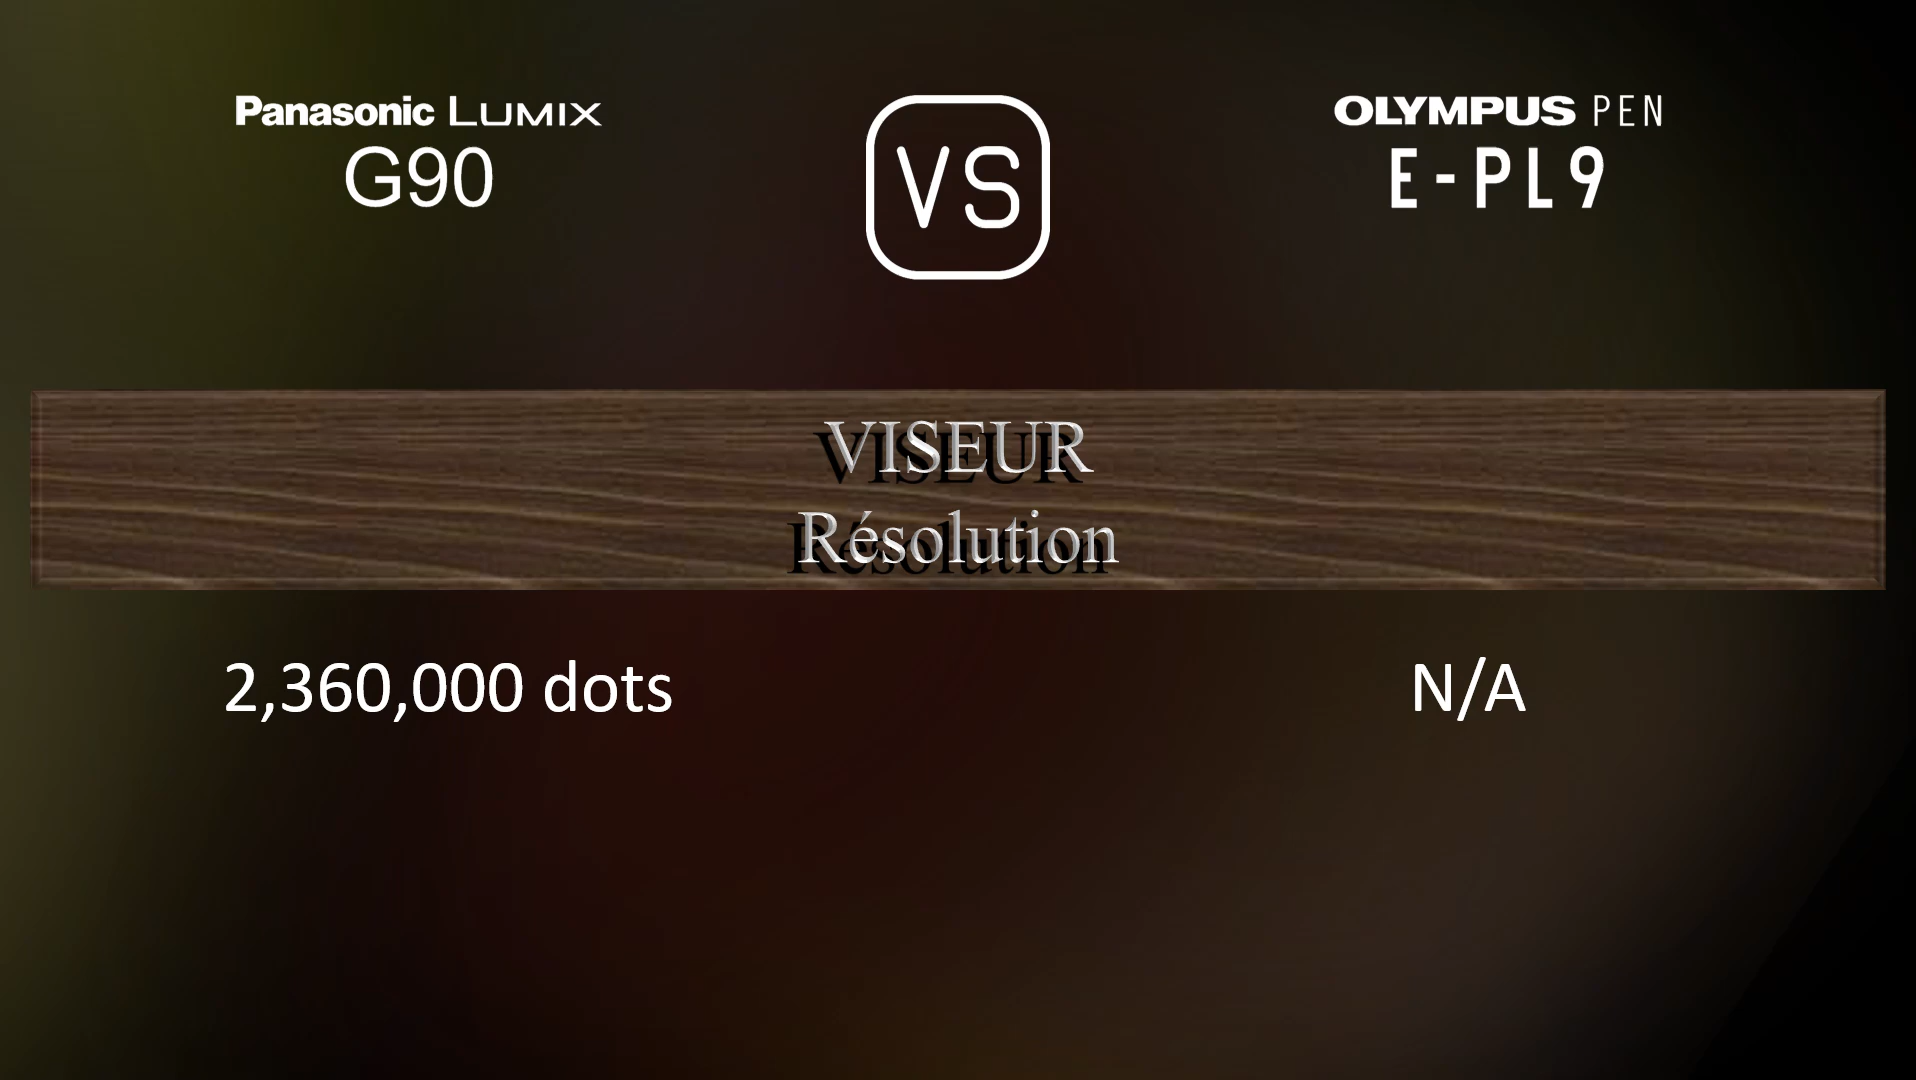 Panasonic LUMIX
G90
VS
OLYMPUS PEN
E-PL9
VISEUR
Résolution
2,360,000 dots
N/A